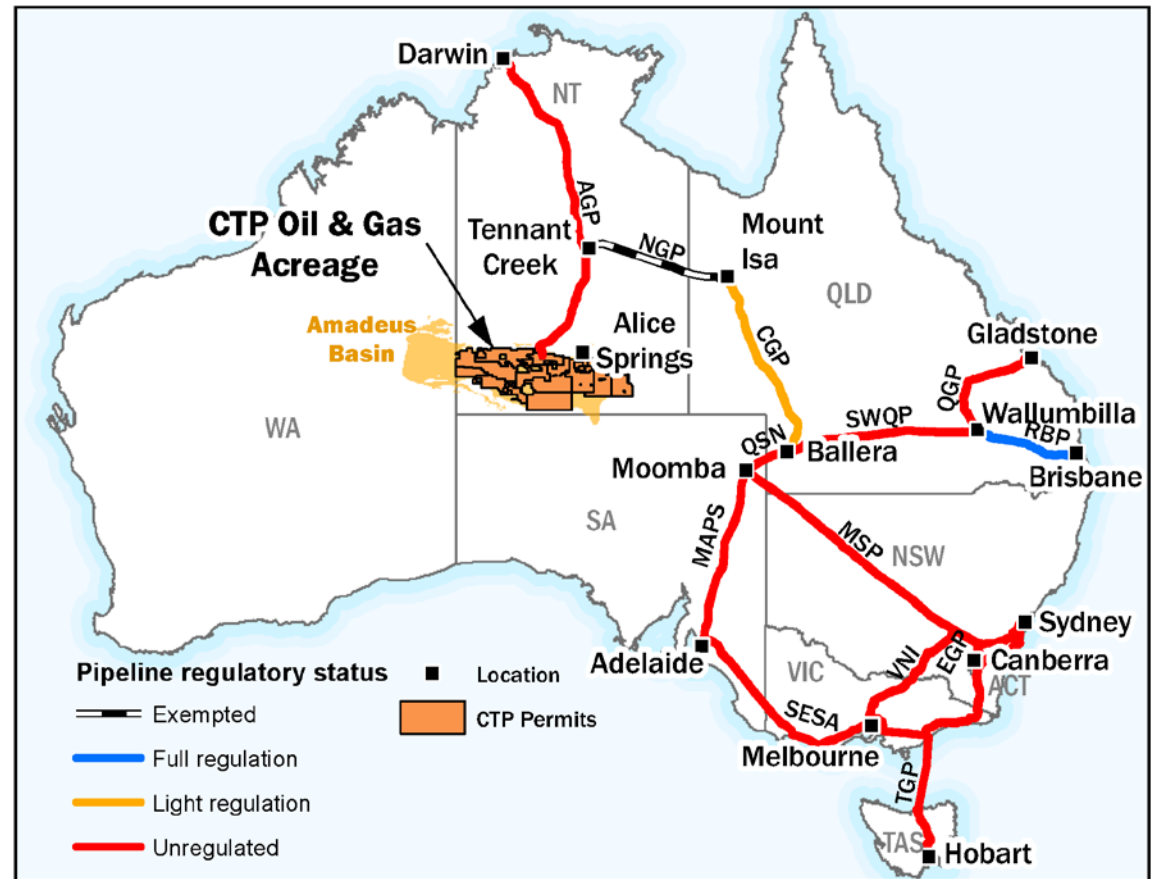 Darwin
NT
AGP
CTP Oil & Gas
Acreage
Tennant
Creek
NGP
Mount
Isa
QLD
Amadeus
Basin
Alice
Springs
CGP
Gladstone
QGP
WA
SWQP
Wallumbilla
RBP
QSN
Ballera
Brisbane
Moomba
SA
MAPS
MSP
NSW
Sydney
Adelaide
VIC
VNI
EGP
Canberra
ACT
SESA
Melbourne
TGP
TAS
Hobart
Pipeline regulatory status
Exempted
Full regulation
Light regulation
Unregulated
Location
CTP Permits